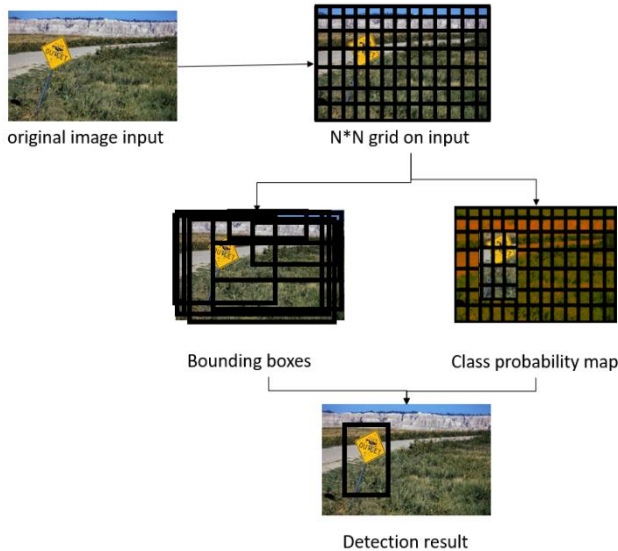 original image input
N*N grid on input
Bounding boxes
Class probability map
Detection result